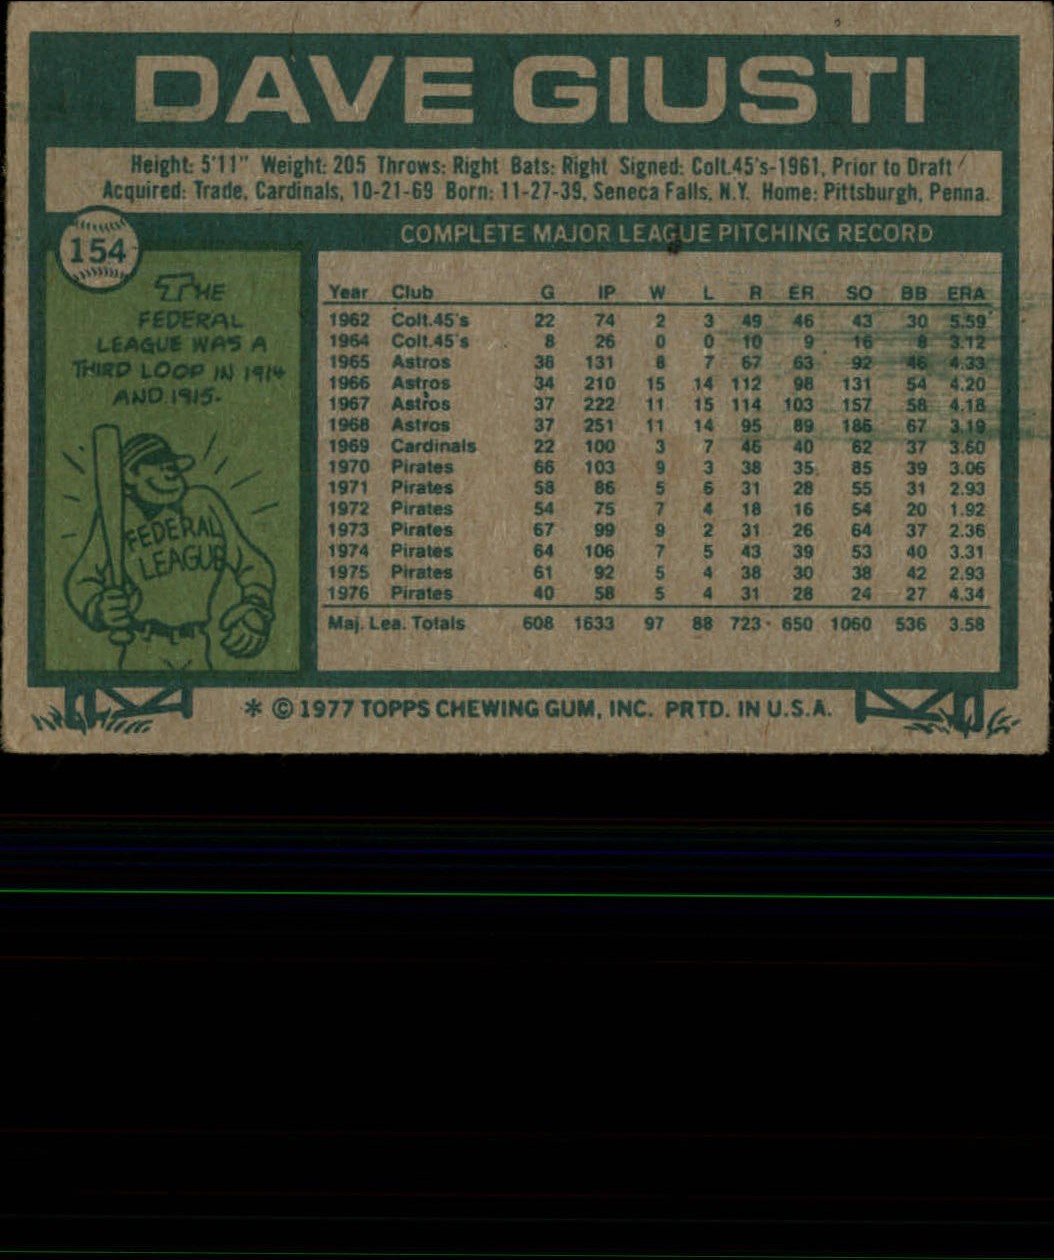 DAVE GIUSTI
Height: 5'11" Weight: 205 Throws: Right Bats: Right Signed: Colt.45's-1961, Prior to Draft
Acquired: Trade, Cardinals, 10-21-69 Born: 11-27-39, Seneca Falls, N.Y. Home: Pittsburgh, Penna.
154
THE
FEDERAL
LEAGUE WAS A
THIRD LOOP IN 1914
AND 1915.
FEDERAL
LEAGUE
COMPLETE MAJOR LEAGUE PITCHING RECORD
Year Club G IP W L R ER SO BB ERA
1962 Colt.45's 22 74 2 3 49 46 43 30 5.59
1964 Colt.45's 8 26 0 0 10 9 16 8 3.12
1965 Astros 38 131 8 7 67 63 92 46 4.33
1966 Astros 34 210 15 14 112 98 131 54 4.20
1967 Astros 37 222 11 15 114 103 157 58 4.18
1968 Astros 37 251 11 14 95 89 186 67 3.19
1969 Cardinals 22 100 3 7 46 40 62 37 3.60
1970 Pirates 66 103 9 3 38 35 85 39 3.06
1971 Pirates 58 86 5 6 31 28 55 31 2.93
1972 Pirates 54 75 7 4 18 16 54 20 1.92
1973 Pirates 67 99 9 2 31 26 64 37 2.36
1974 Pirates 64 106 7 5 43 39 53 40 3.31
1975 Pirates 61 92 5 4 38 30 38 42 2.93
1976 Pirates 40 58 5 4 31 28 24 27 4.34
Maj. Lea. Totals 608 1633 97 88 723 650 1060 536 3.58
* © 1977 TOPPS CHEWING GUM, INC. PRTD. IN U.S.A.